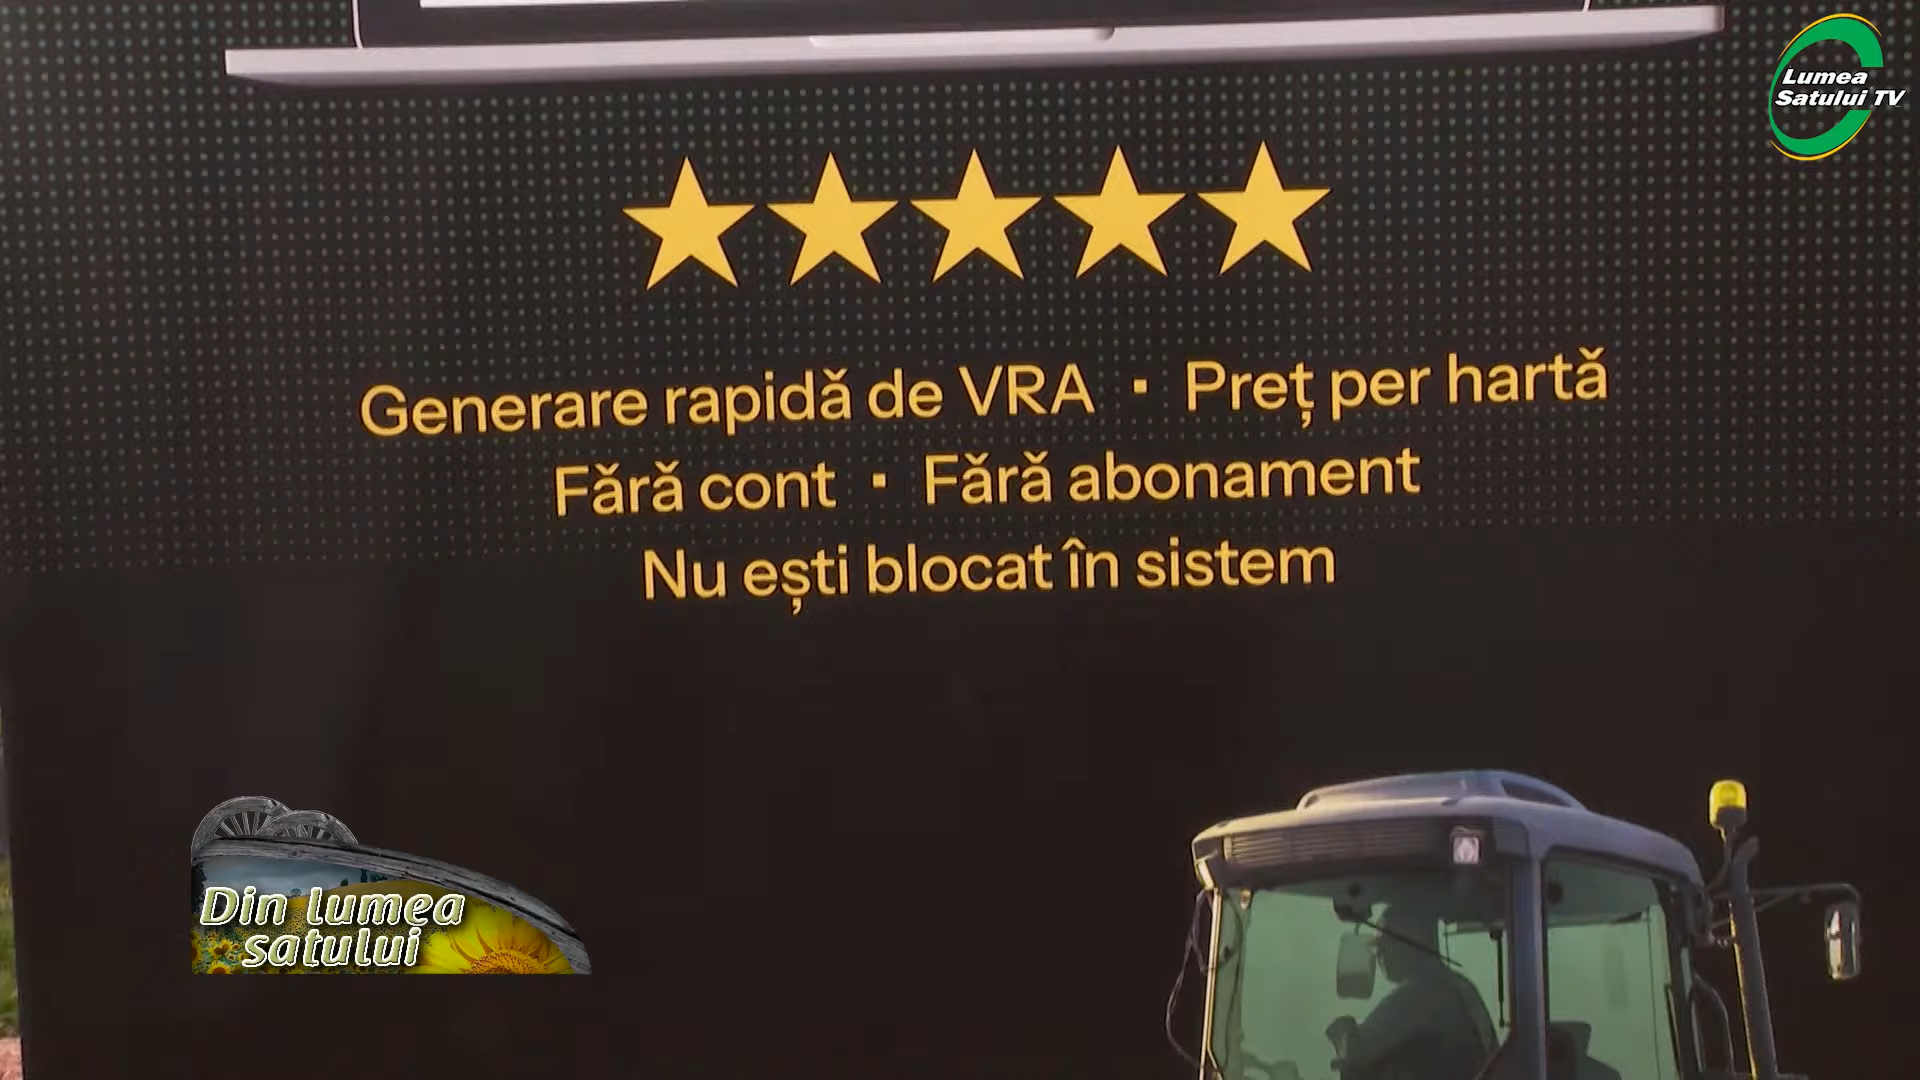 Lumea
Satului TV
Generare rapidă de VRA ▪ Preț per hartă
Fără cont ▪ Fără abonament
Nu ești blocat în sistem
Din lumea
satului